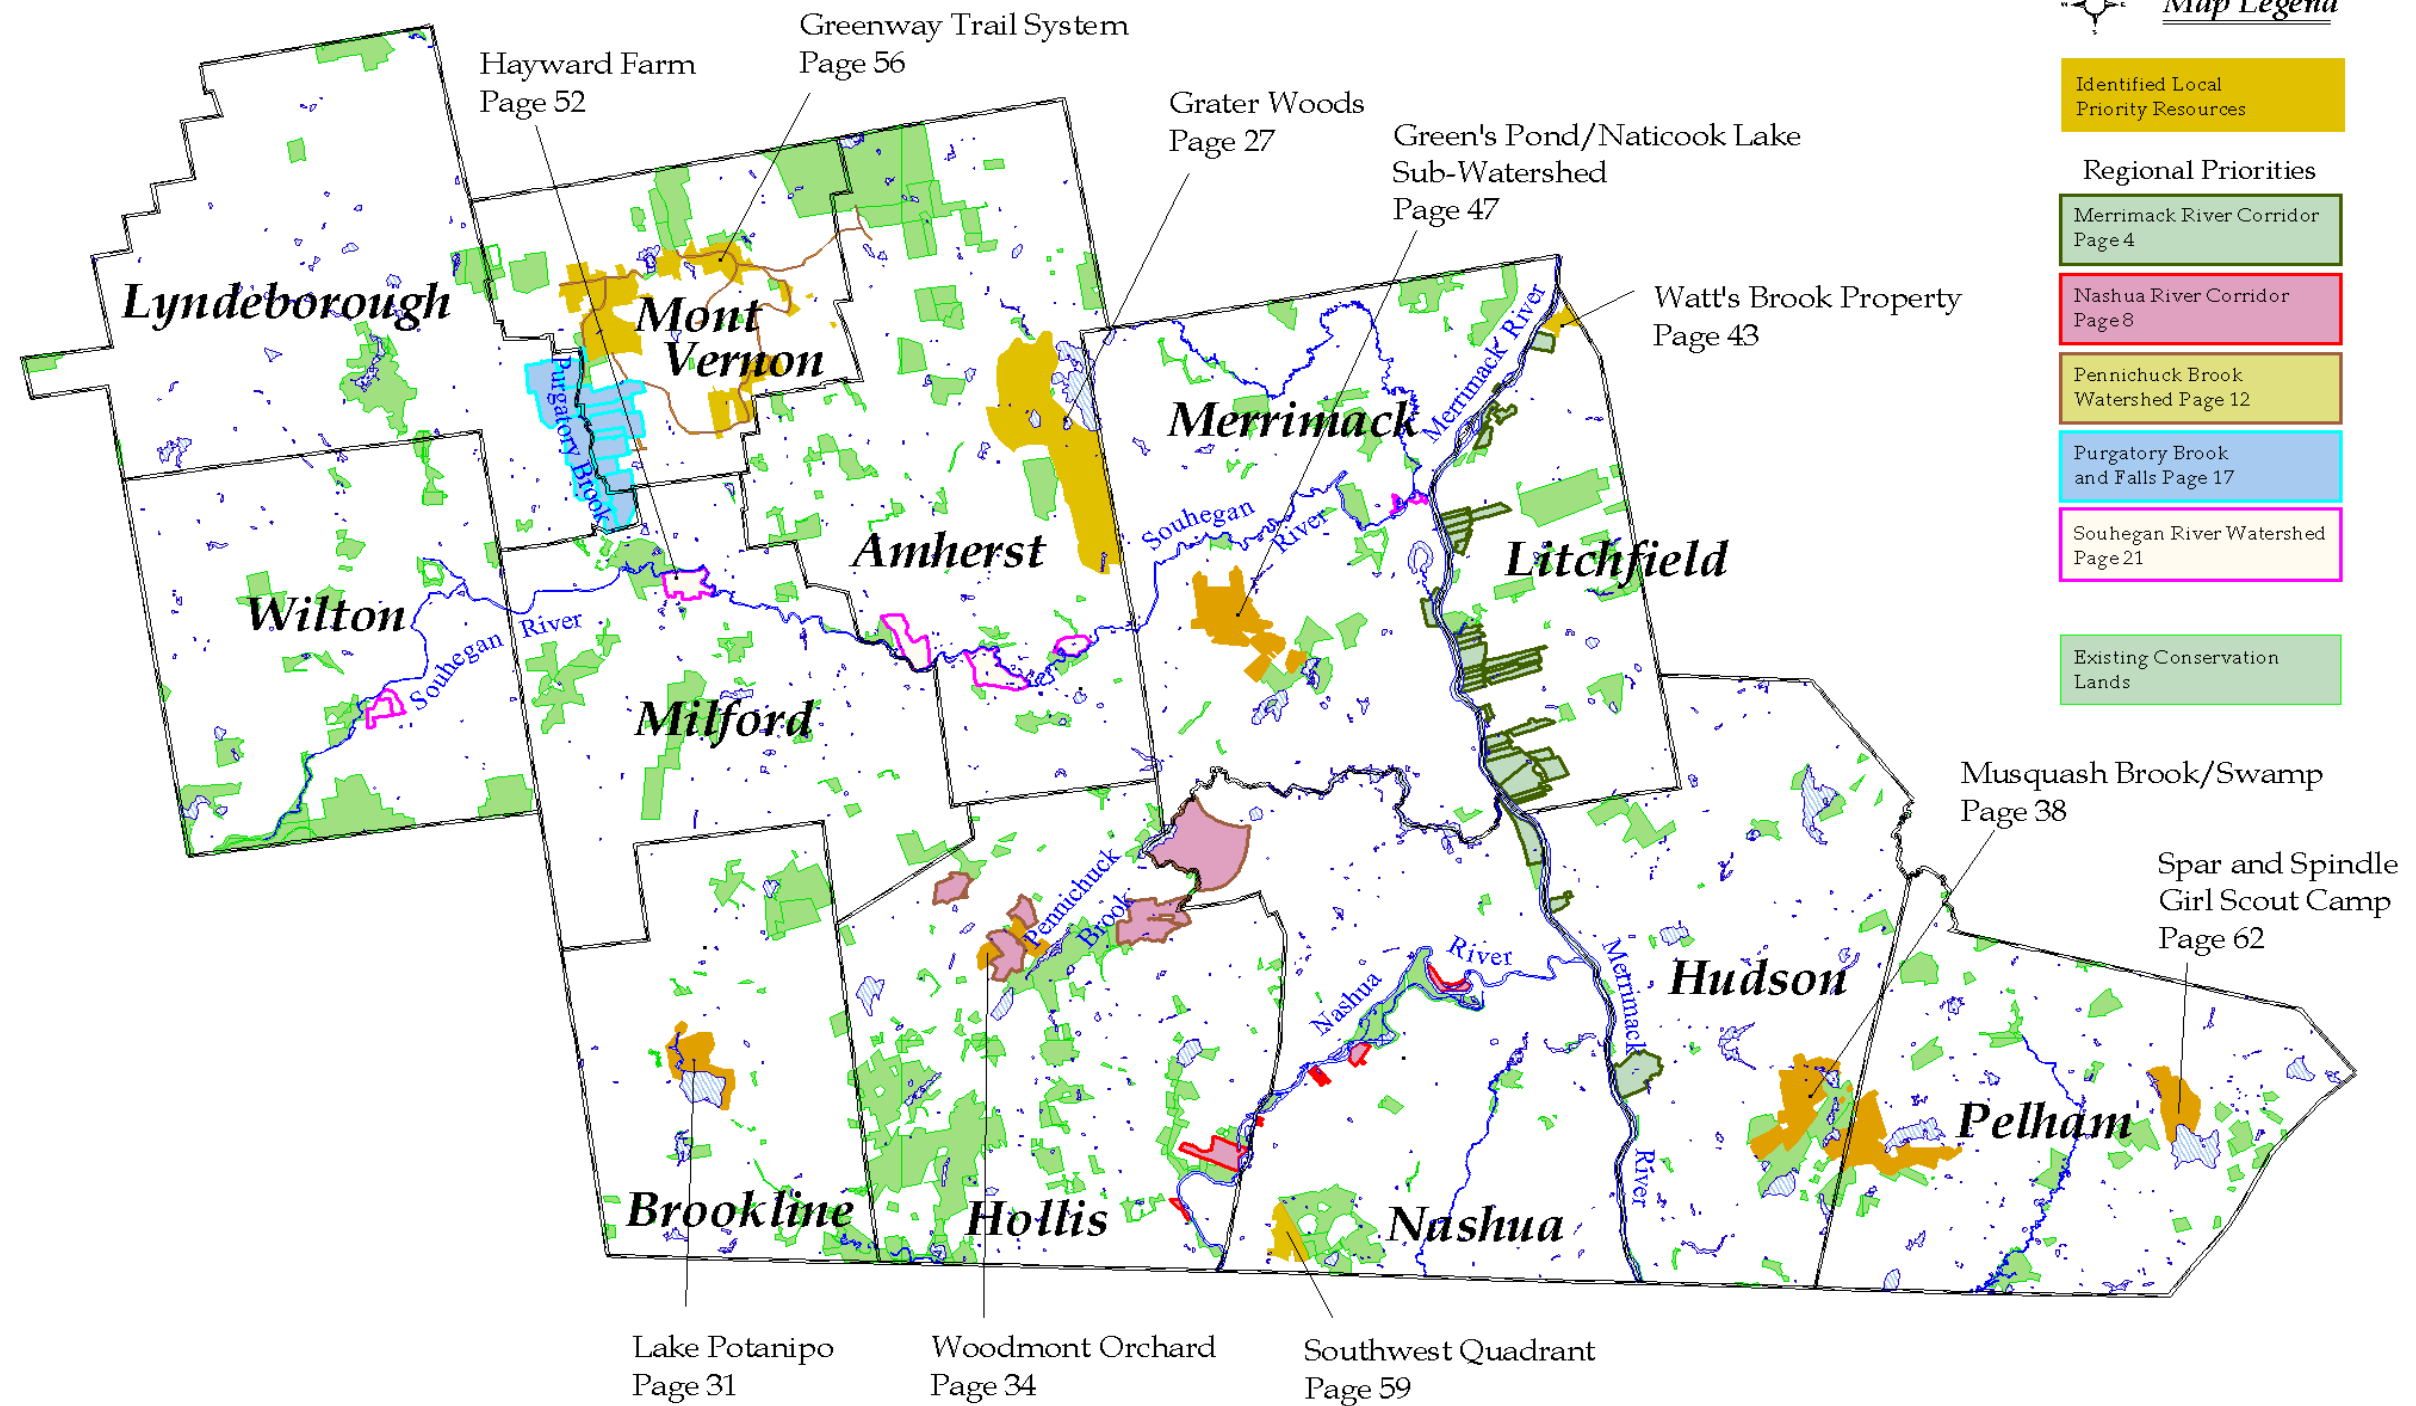 Greenway Trail System
Page 56
Hayward Farm
Page 52
Grater Woods
Page 27
Green's Pond/Naticook Lake
Sub-Watershed
Page 47
Watt's Brook Property
Page 43
W
E
S
Map Legend
Identified Local
Priority Resources
Regional Priorities
Merrimack River Corridor
Page 4
Nashua River Corridor
Page 8
Pennichuck Brook
Watershed Page 12
Purgatory Brook
and Falls Page 17
Souhegan River Watershed
Page 21
Existing Conservation
Lands
Lyndeborough
Mont
Vernon
Purgatory Brook
Merrimack
Merrimack River
Amherst
Souhegan
River
Litchfield
Wilton
Souhegan River
Milford
Musquash Brook/Swamp
Page 38
Spar and Spindle
Girl Scout Camp
Page 62
Pennichuck
Brook
Nashua
River
Merrimack
River
Hudson
Pelham
Brookline
Hollis
Nashua
Lake Potanipo
Page 31
Woodmont Orchard
Page 34
Southwest Quadrant
Page 59